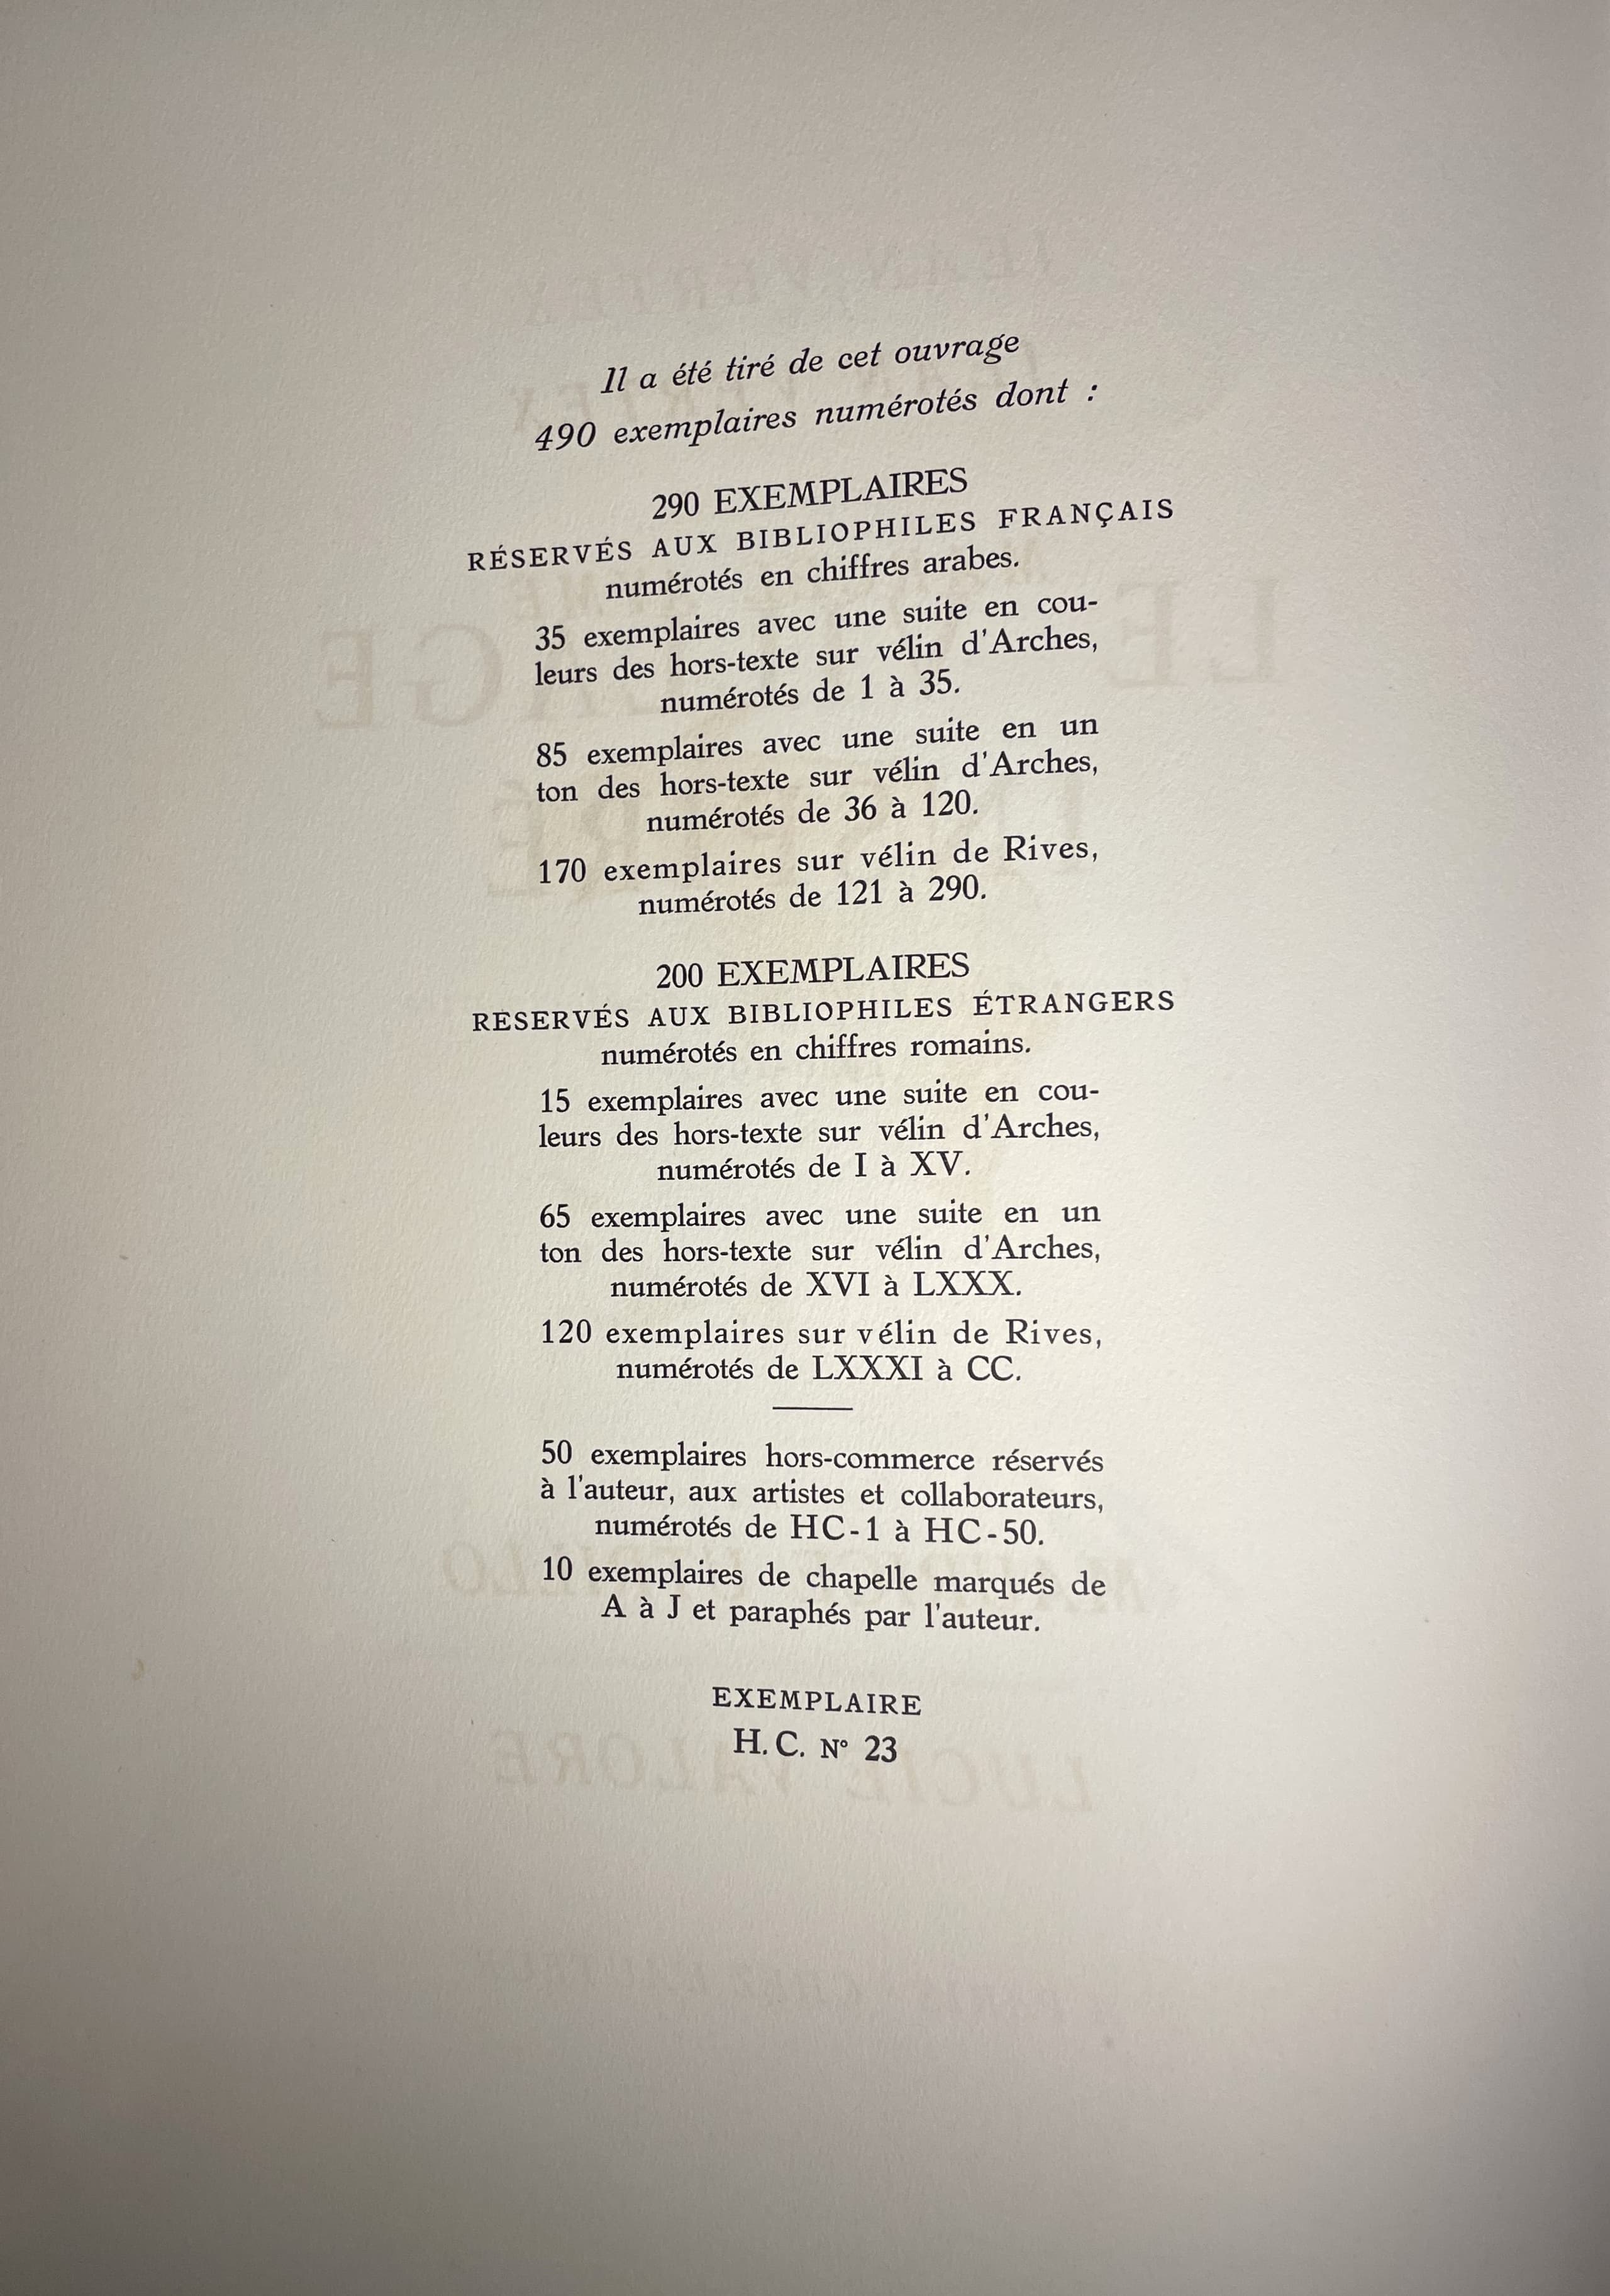 Il a été tiré de cet ouvrage
490 exemplaires numérotés dont :
290 EXEMPLAIRES
RÉSERVÉS AUX BIBLIOPHILES FRANÇAIS
numérotés en chiffres arabes.
35 exemplaires avec une suite en cou-
leurs des hors-texte sur vélin d'Arches,
numérotés de 1 à 35.
85 exemplaires avec une suite en un
ton des hors-texte sur vélin d'Arches,
numérotés de 36 à 120.
170 exemplaires sur vélin de Rives,
numérotés de 121 à 290.
200 EXEMPLAIRES
RÉSERVÉS AUX BIBLIOPHILES ÉTRANGERS
numérotés en chiffres romains.
15 exemplaires avec une suite en cou-
leurs des hors-texte sur vélin d'Arches,
numérotés de I à XV.
65 exemplaires avec une suite en un
ton des hors-texte sur vélin d'Arches,
numérotés de XVI à LXXX.
120 exemplaires sur vélin de Rives,
numérotés de LXXXI à CC.
50 exemplaires hors-commerce réservés
à l'auteur, aux artistes et collaborateurs,
numérotés de HC-1 à HC-50.
10 exemplaires de chapelle marqués de
A à J et paraphés par l'auteur.
EXEMPLAIRE
H. C. N° 23